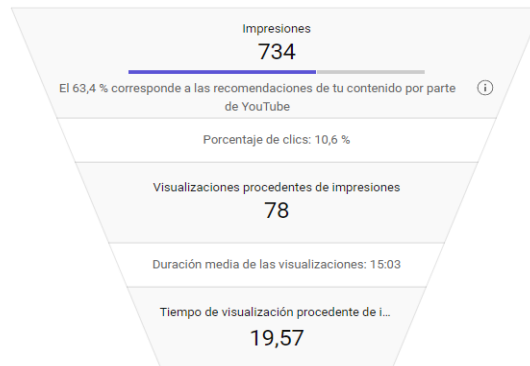 Impresiones
734
El 63,4 % corresponde a las recomendaciones de tu contenido por parte
de YouTube
Porcentaje de clics: 10,6 %
Visualizaciones procedentes de impresiones
78
Duración media de las visualizaciones: 15:03
Tiempo de visualización procedente de i...
19,57